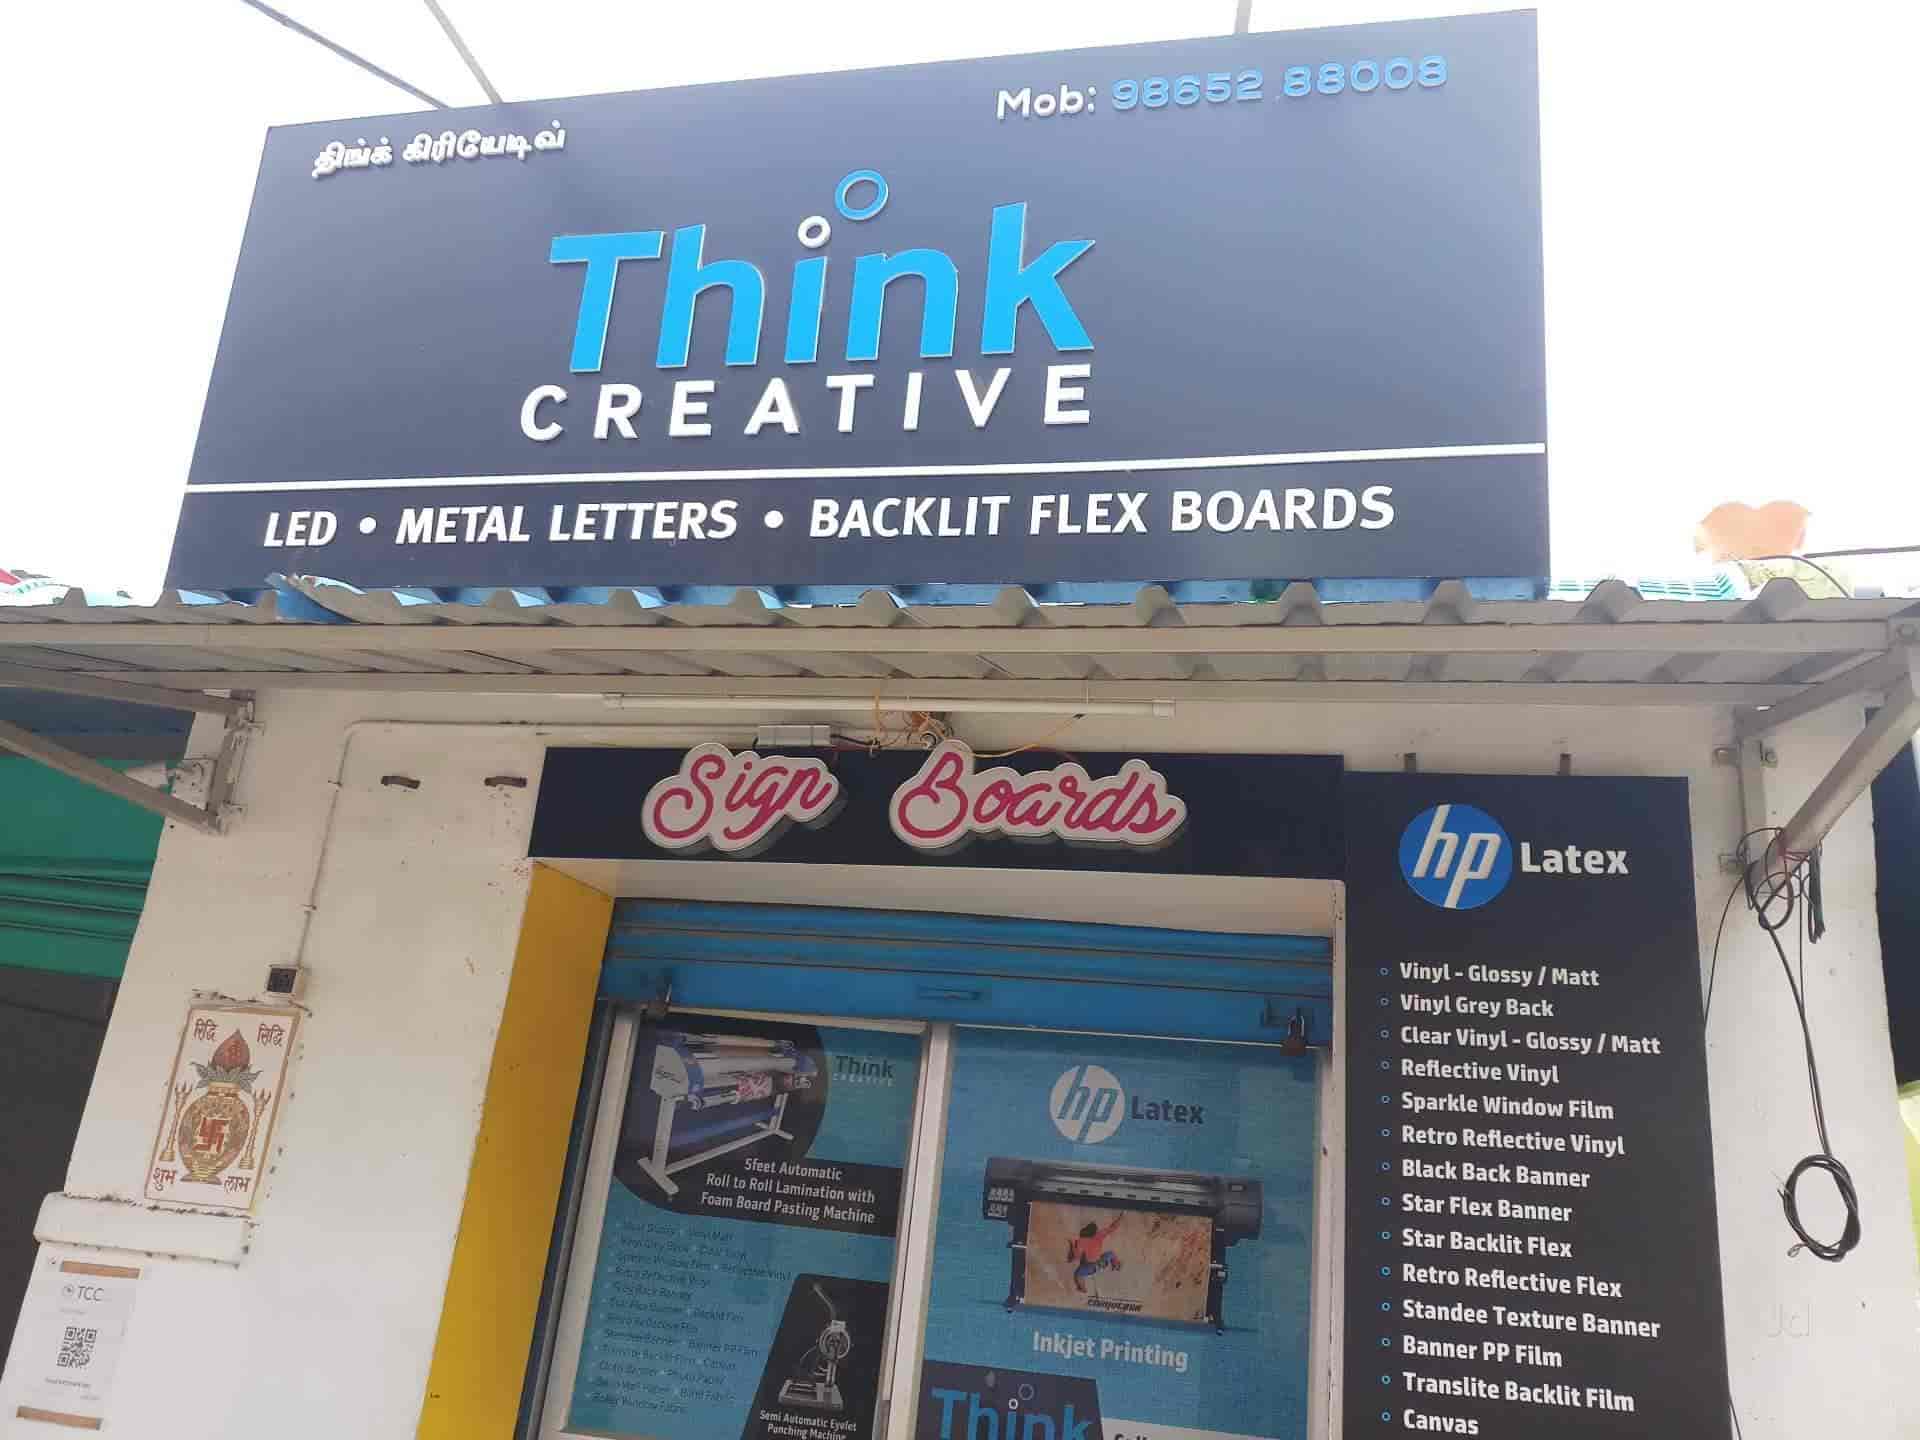 திங்க் கிரியேடிவ்
Mob: 98652 88008
Think
CREATIVE
LED • METAL LETTERS • BACKLIT FLEX BOARDS
Sign Boards
hp Latex
Vinyl - Glossy / Matt
Vinyl Grey Back
Clear Vinyl - Glossy / Matt
Reflective Vinyl
Sparkle Window Film
Retro Reflective Vinyl
Black Back Banner
Star Flex Banner
Star Backlit Flex
Retro Reflective Flex
Standee Texture Banner
Banner PP Film
Translite Backlit Film
Canvas
Think
CREATIVE
5feet Automatic
Roll to Roll Lamination with
Foam Board Pasting Machine
Semi Automatic Eyelet
Punching Machine
hp Latex
Inkjet Printing
Think
रिद्धि सिद्धि
शुभ लाभ
TCC
Jd